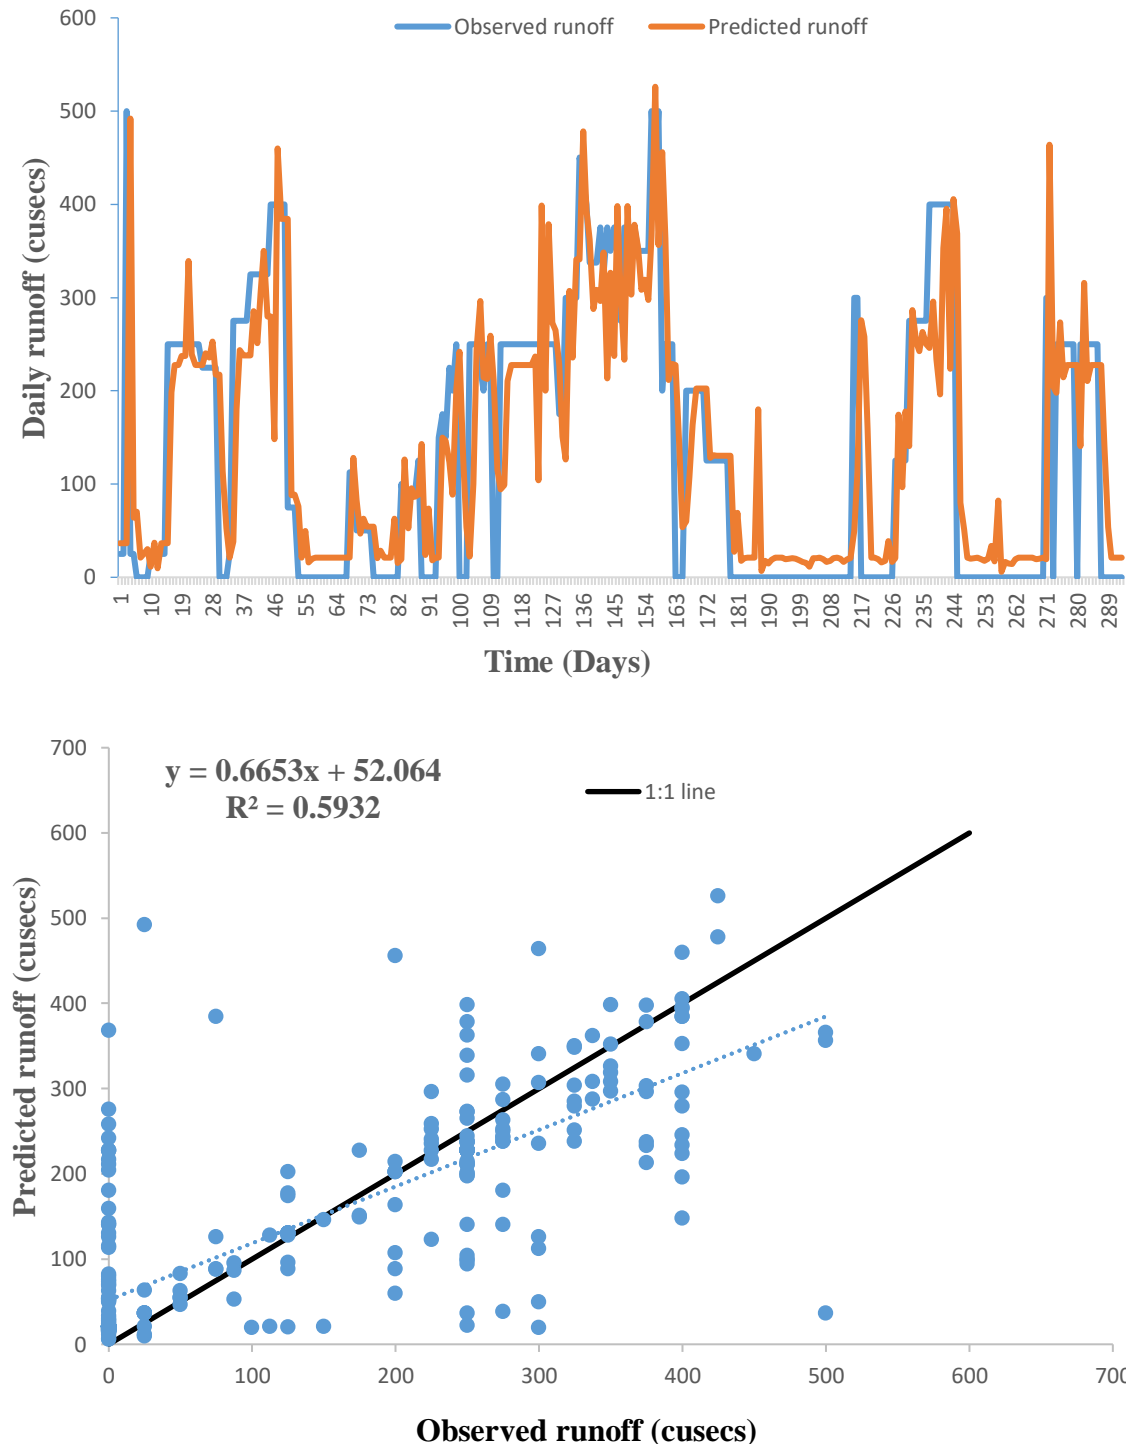 600
Observed runoff
Predicted runoff
500
400
300
200
100
0
Daily runoff (cusecs)
1 10 19 28 37 46 55 64 73 82 91 100 109 118 127 136 145 154 163 172 181 190 199 208 217 226 235 244 253 262 271 280 289
Time (Days)
700
y = 0.6653x + 52.064
R² = 0.5932
1:1 line
600
500
400
300
200
100
0
Predicted runoff (cusecs)
0 100 200 300 400 500 600 700
Observed runoff (cusecs)